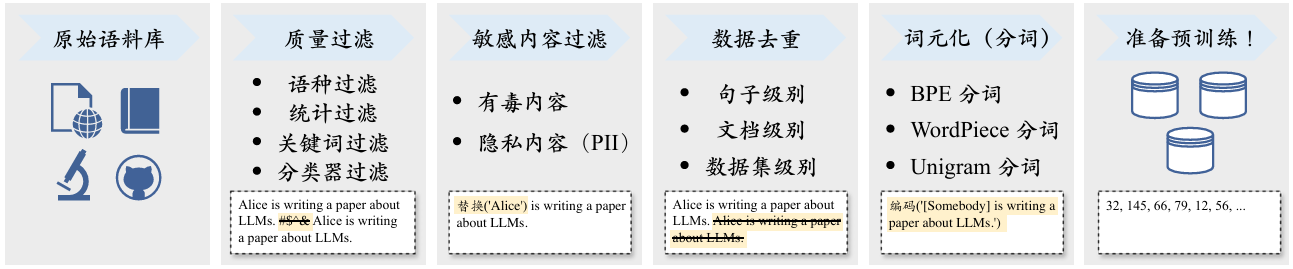 原始语料库
质量过滤
• 语种过滤
• 统计过滤
• 关键词过滤
• 分类器过滤
Alice is writing a paper about
LLMs. #$^& Alice is writing
a paper about LLMs.
敏感内容过滤
• 有毒内容
• 隐私内容（PII）
替换('Alice') is writing a paper
about LLMs.
数据去重
• 句子级别
• 文档级别
• 数据集级别
Alice is writing a paper about
LLMs. Alice is writing a paper
about LLMs.
词元化（分词）
• BPE 分词
• WordPiece 分词
• Unigram 分词
编码('[Somebody] is writing a
paper about LLMs.')
准备预训练！
32, 145, 66, 79, 12, 56, ...